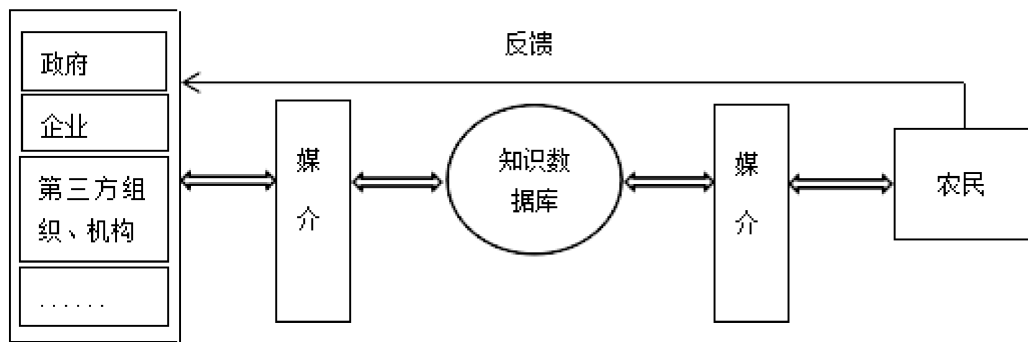 反馈
政府
企业
第三方组
织、机构
......
媒
介
知识数
据库
媒
介
农民